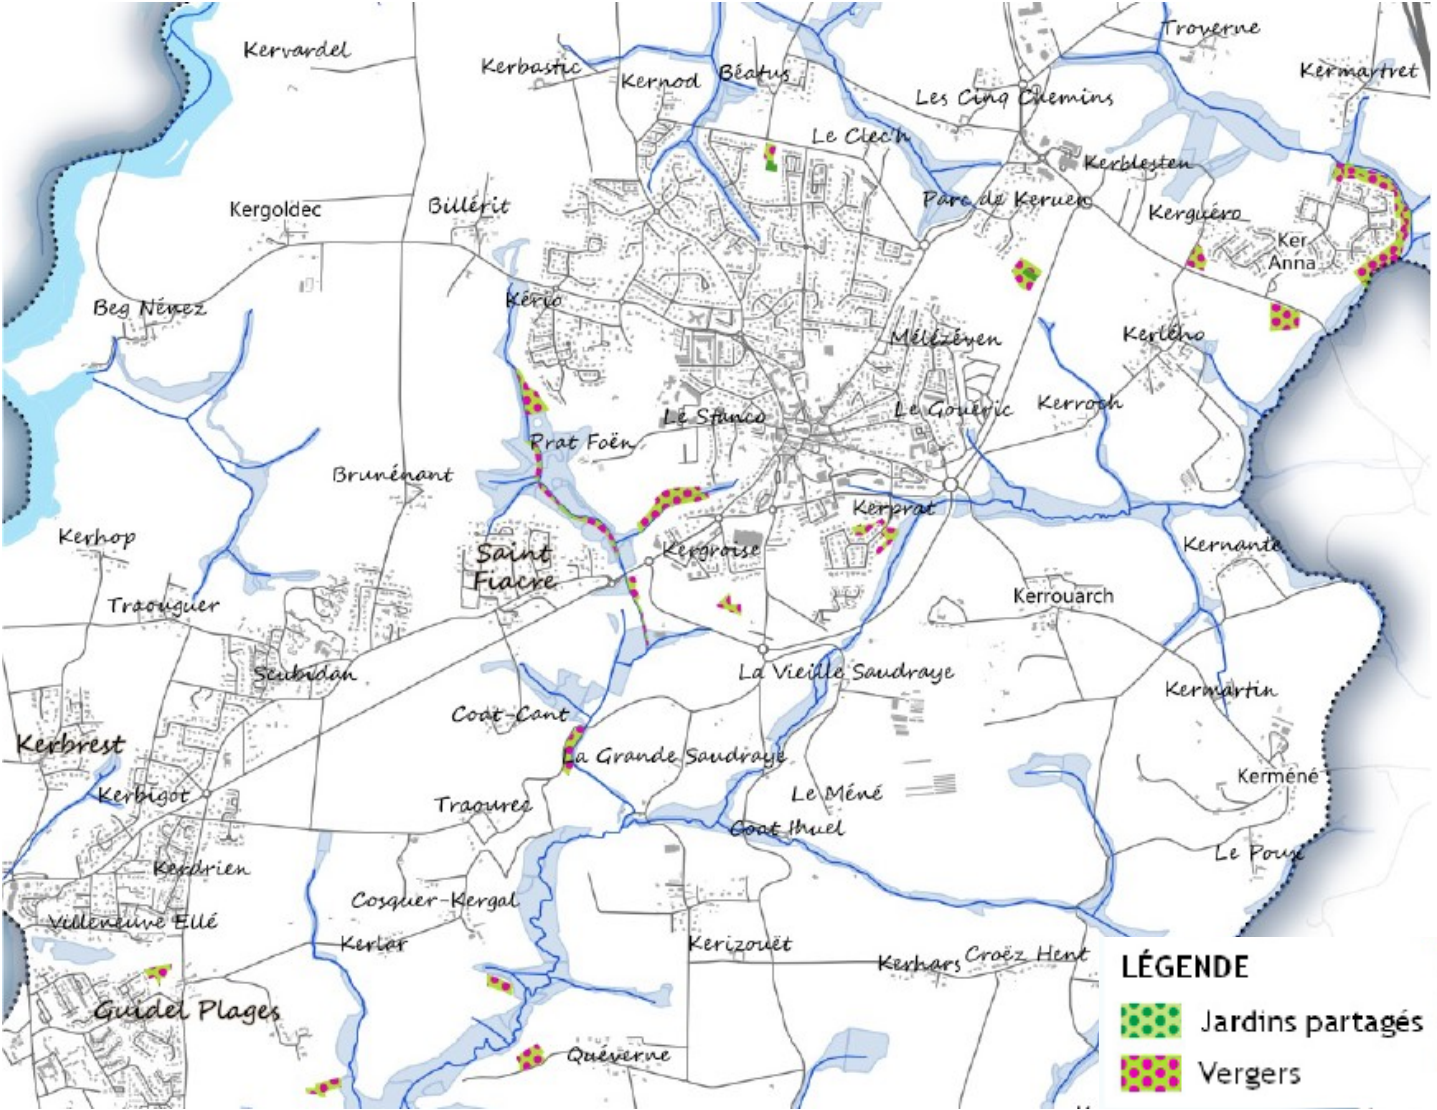 Troverne
Kervardel
Kerbastic
Kernod
Béatus
Kermartret
Les Cinq Chemins
Le Clec'h
Kerblesten
Parc de Keruen
Kergoldec
Billérit
Kerguéro
Ker
Anna
Beg Nénez
Kério
Mélézéven
Kerlého
Le Stanco
Le Gouéric
Kerroch
Prat Foën
Brunénant
Kerprat
Kerhop
Saint
Fiacre
Kergroise
Kernante
Traouguer
Kerrouarch
Scubidan
La Vieille Saudraye
Kermartin
Coat-Cant
Kerbrest
La Grande Saudraye
Kerméné
Kerbigot
Traourec
Le Méné
Coat Ihuel
Le Poux
Kerdrien
Cosquer-Kergal
Villeneuve Ellé
Kerlar
Kerizouët
Kerhars
Croëz Hent
Guidel Plages
Quéverne
LÉGENDE
Jardins partagés
Vergers